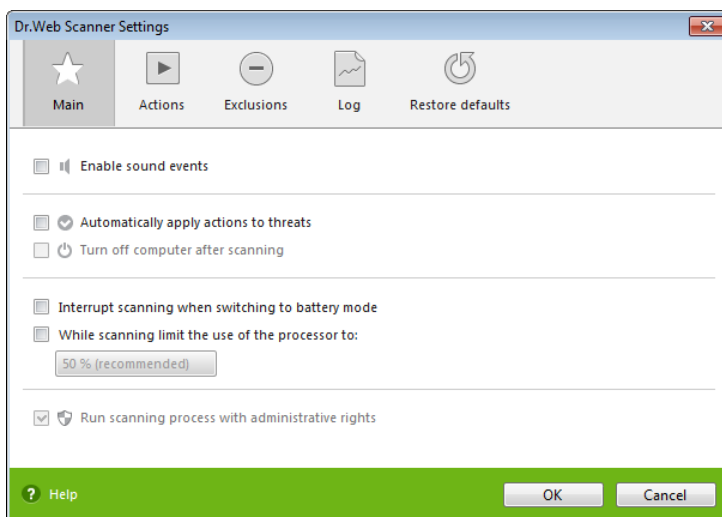 Dr.Web Scanner Settings
Main
Actions
Exclusions
Log
Restore defaults
Enable sound events
Automatically apply actions to threats
Turn off computer after scanning
Interrupt scanning when switching to battery mode
While scanning limit the use of the processor to:
50 % (recommended)
Run scanning process with administrative rights
? Help
OK
Cancel